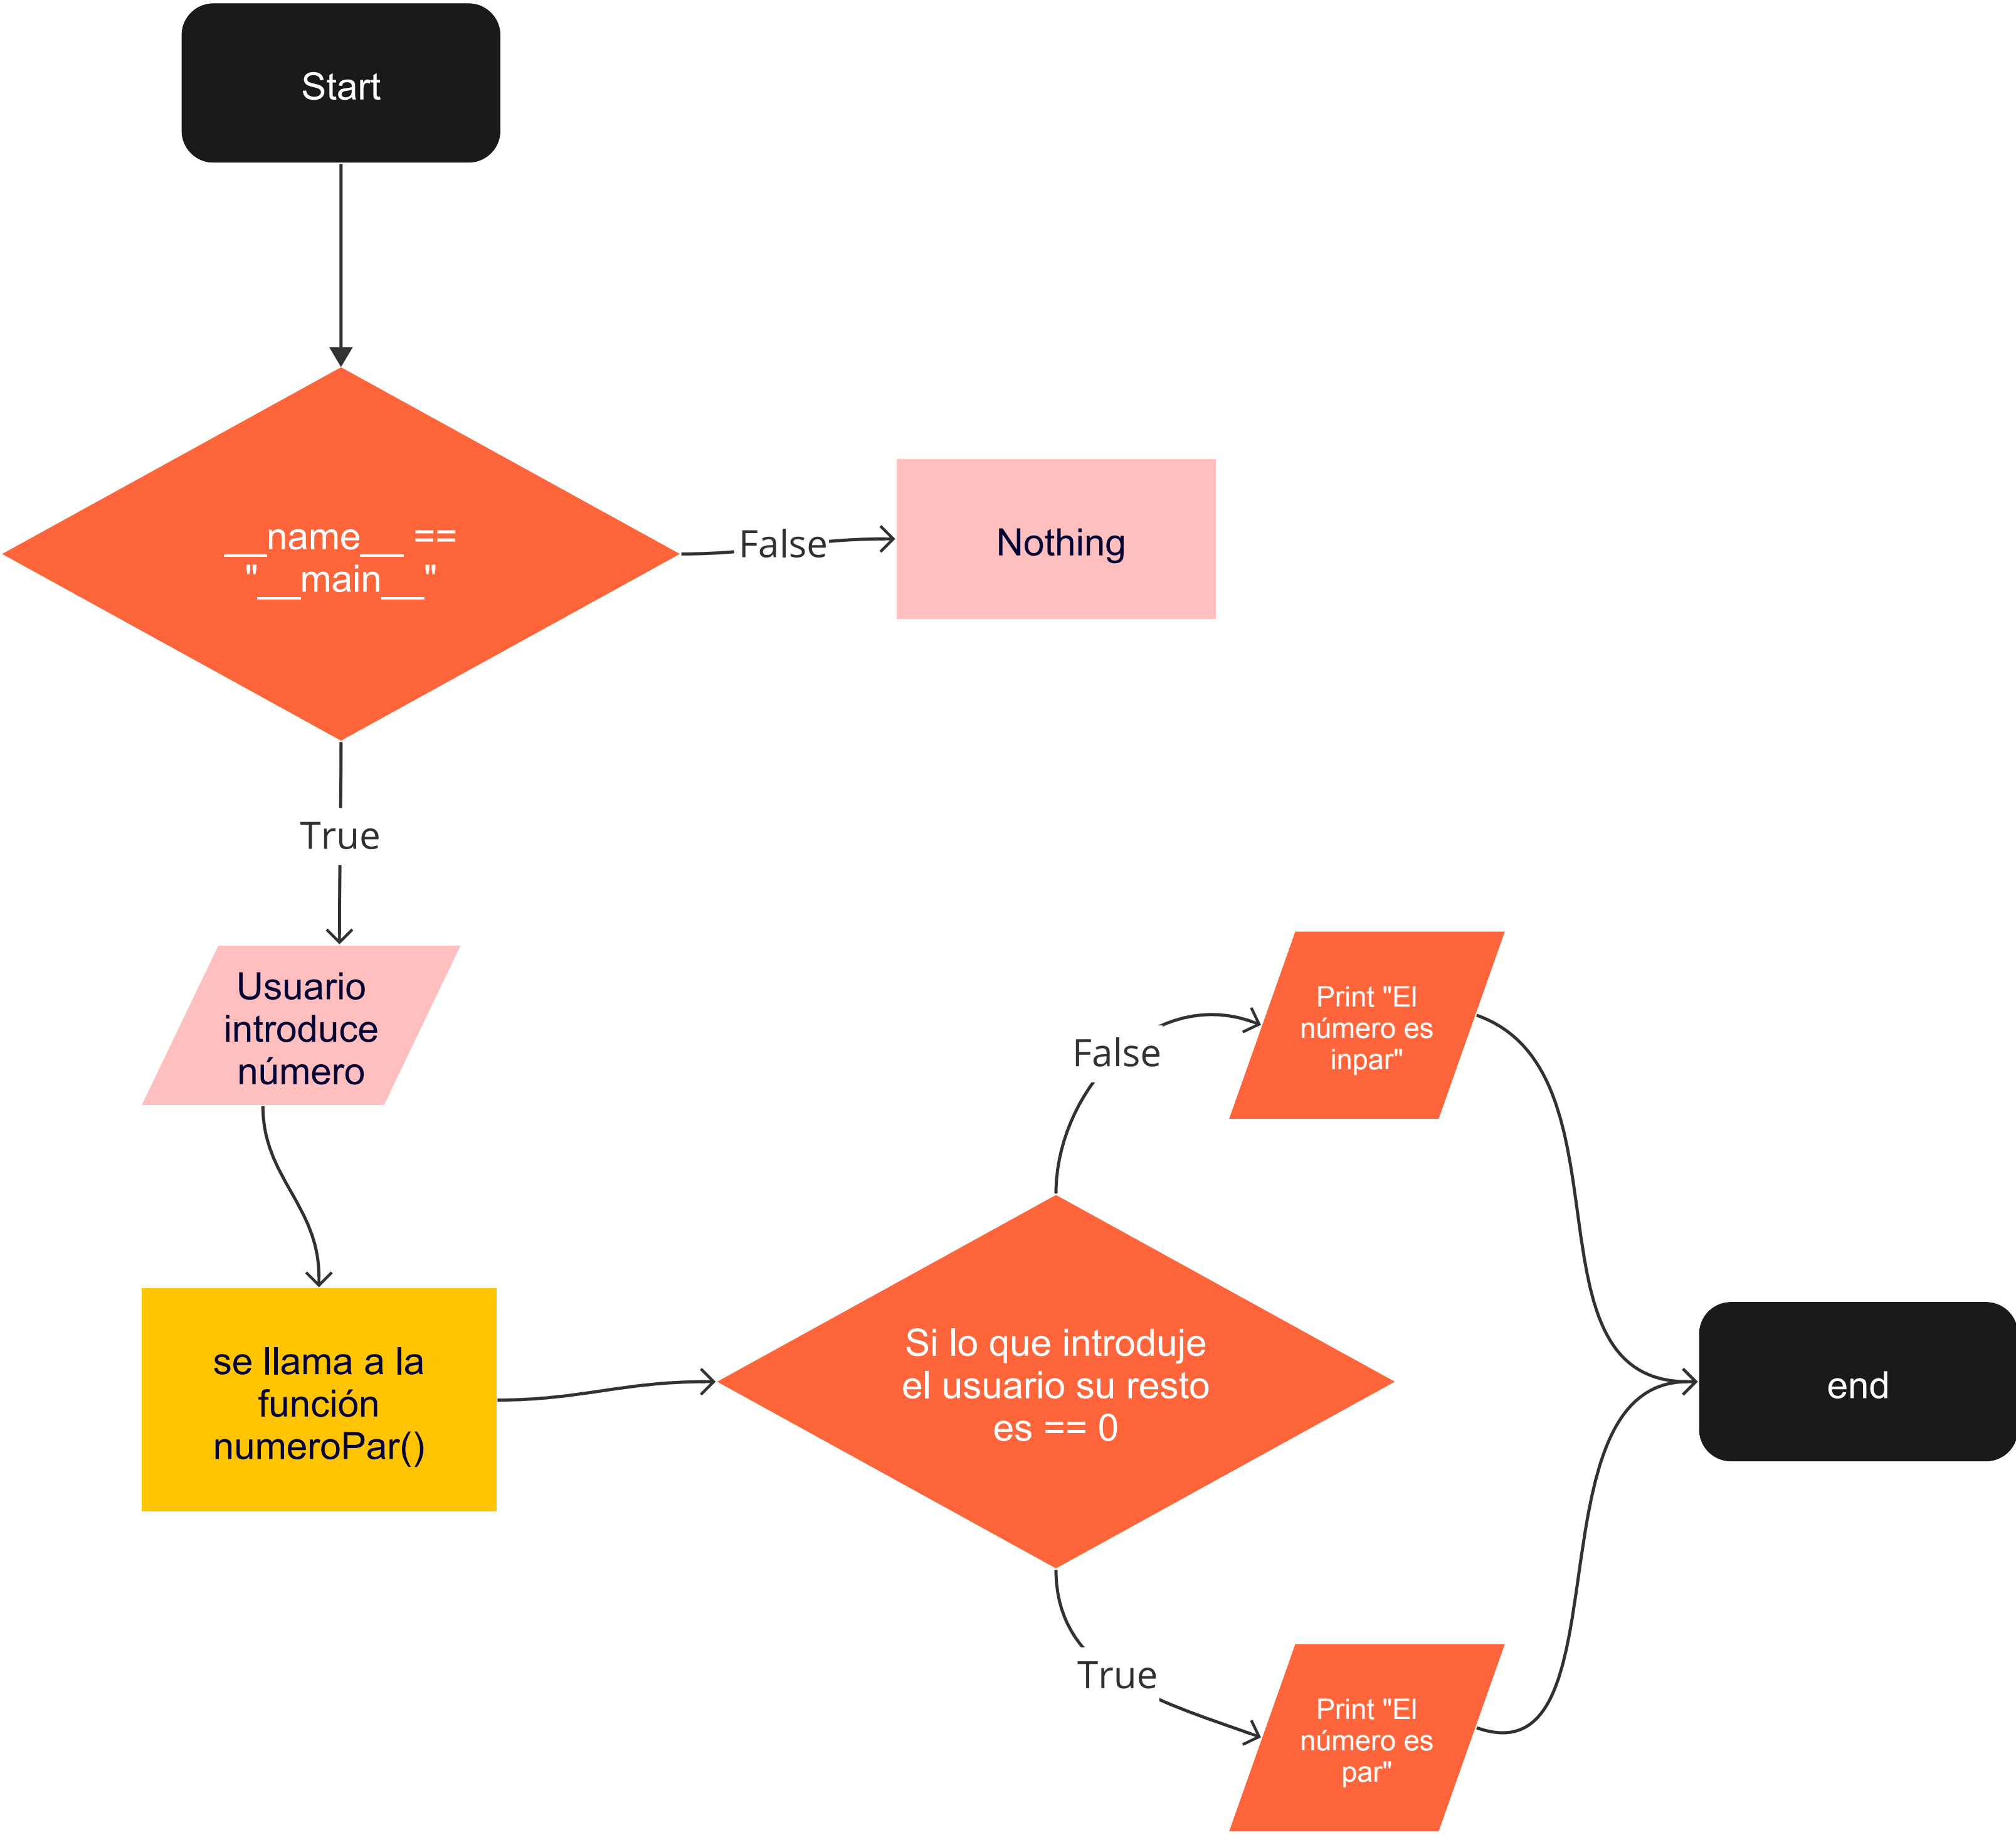 Start
__name__ ==
"__main__"
False
Nothing
True
Usuario
introduce
número
se llama a la
función
numeroPar()
Si lo que introduje
el usuario su resto
es == 0
False
Print "El
número es
inpar"
True
Print "El
número es
par"
end